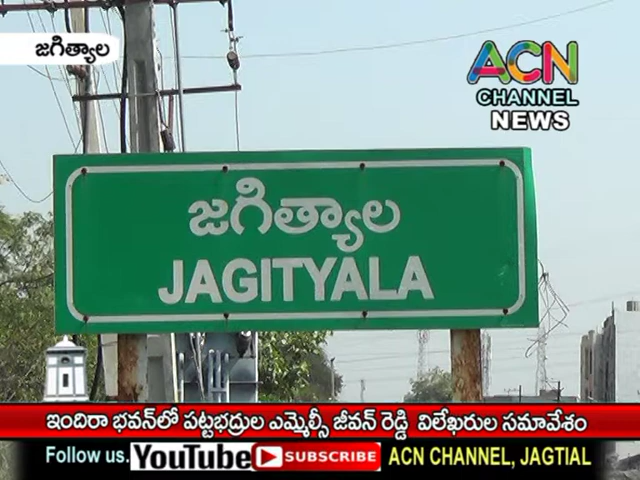 జగిత్యాల
ACN
CHANNEL
NEWS
జగిత్యాల
JAGITYALA
ఇందిరా భవన్‌లో పట్టభద్రుల ఎమ్మెల్సీ జీవన్ రెడ్డి విలేఖరుల సమావేశం
Follow us. YouTube SUBSCRIBE ACN CHANNEL, JAGTIAL